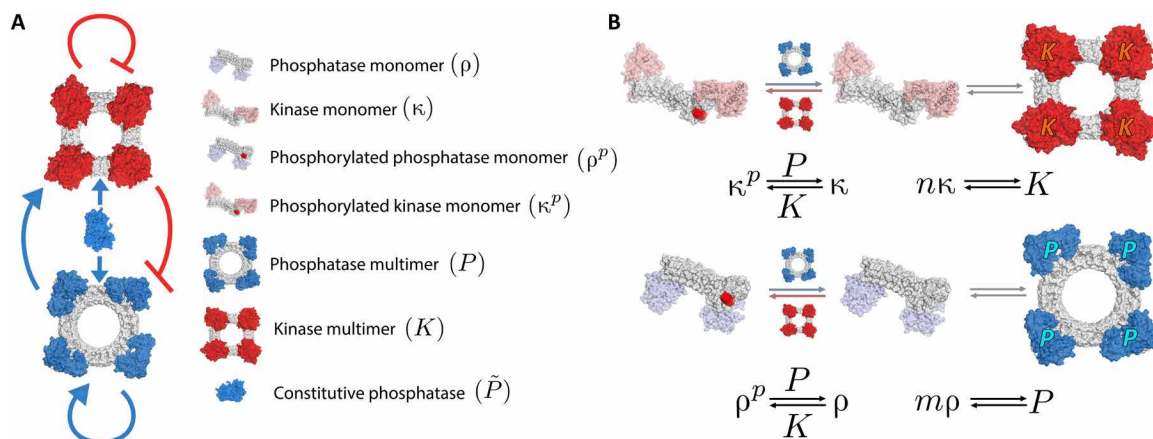 A
Phosphatase monomer (ρ)
Kinase monomer (κ)
Phosphorylated phosphatase monomer (ρ^p)
Phosphorylated kinase monomer (κ^p)
Phosphatase multimer (P)
Kinase multimer (K)
Constitutive phosphatase (P̃)
B
K K
K K
P
κ^p ⇌ κ nκ ⇌ K
K
P P
P P
P
ρ^p ⇌ ρ mρ ⇌ P
K